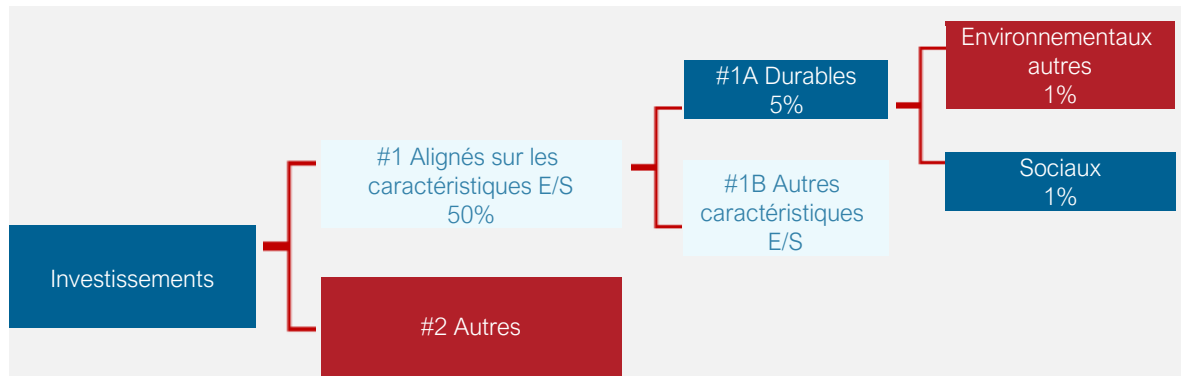 Investissements
#1 Alignés sur les
caractéristiques E/S
50%
#2 Autres
#1A Durables
5%
#1B Autres
caractéristiques
E/S
Environnementaux
autres
1%
Sociaux
1%